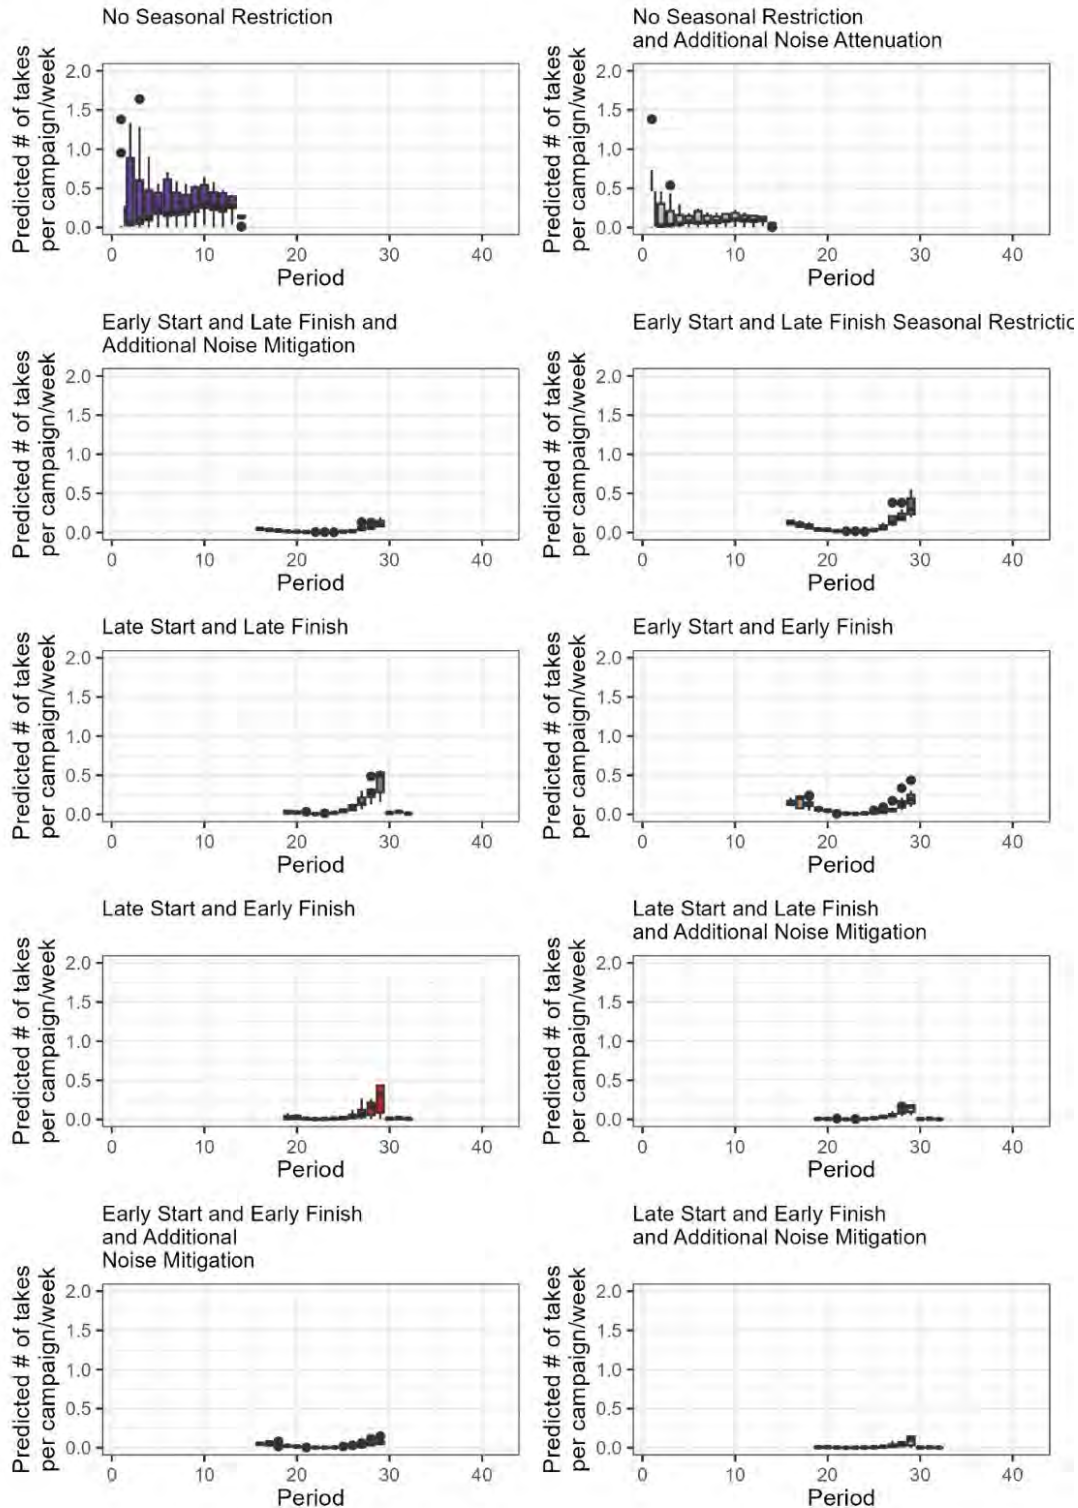 No Seasonal Restriction
Predicted # of takes
per campaign/week
2.0
1.5
1.0
0.5
0.0
0 10 20 30 40
Period
No Seasonal Restriction
and Additional Noise Attenuation
Predicted # of takes
per campaign/week
2.0
1.5
1.0
0.5
0.0
0 10 20 30 40
Period
Early Start and Late Finish and
Additional Noise Mitigation
Predicted # of takes
per campaign/week
2.0
1.5
1.0
0.5
0.0
0 10 20 30 40
Period
Early Start and Late Finish Seasonal Restrictio
Predicted # of takes
per campaign/week
2.0
1.5
1.0
0.5
0.0
0 10 20 30 40
Period
Late Start and Late Finish
Predicted # of takes
per campaign/week
2.0
1.5
1.0
0.5
0.0
0 10 20 30 40
Period
Early Start and Early Finish
Predicted # of takes
per campaign/week
2.0
1.5
1.0
0.5
0.0
0 10 20 30 40
Period
Late Start and Early Finish
Predicted # of takes
per campaign/week
2.0
1.5
1.0
0.5
0.0
0 10 20 30 40
Period
Late Start and Late Finish
and Additional Noise Mitigation
Predicted # of takes
per campaign/week
2.0
1.5
1.0
0.5
0.0
0 10 20 30 40
Period
Early Start and Early Finish
and Additional
Noise Mitigation
Predicted # of takes
per campaign/week
2.0
1.5
1.0
0.5
0.0
0 10 20 30 40
Period
Late Start and Early Finish
and Additional Noise Mitigation
Predicted # of takes
per campaign/week
2.0
1.5
1.0
0.5
0.0
0 10 20 30 40
Period